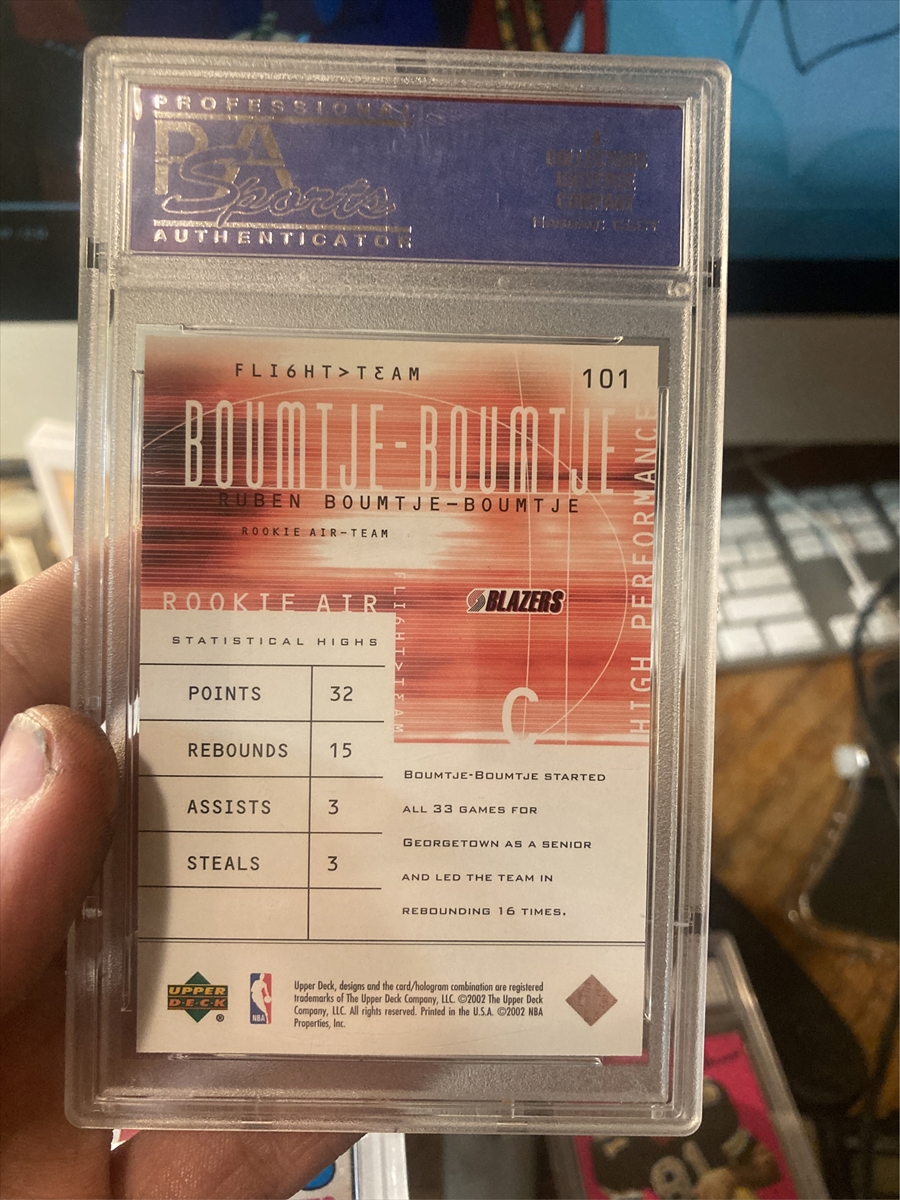 PROFESSIONAL
PSA
Sports
AUTHENTICATOR
FLI6HT>TEAM
101
BOUMTJE-BOUMTJE
RUBEN BOUMTJE-BOUMTJE
ROOKIE AIR-TEAM
ROOKIE AIR
FLI6HT>TEAM
HIGH PERFORMANCE
BLAZERS
C
STATISTICAL HIGHS
POINTS 32
REBOUNDS 15
ASSISTS 3
STEALS 3
BOUMTJE-BOUMTJE STARTED
ALL 33 GAMES FOR
GEORGETOWN AS A SENIOR
AND LED THE TEAM IN
REBOUNDING 16 TIMES.
UPPER
D·E·C·K
®
NBA
Upper Deck, designs and the card/hologram combination are registered
trademarks of The Upper Deck Company, LLC. ©2002 The Upper Deck
Company, LLC. All rights reserved. Printed in the U.S.A. ©2002 NBA
Properties, Inc.
81